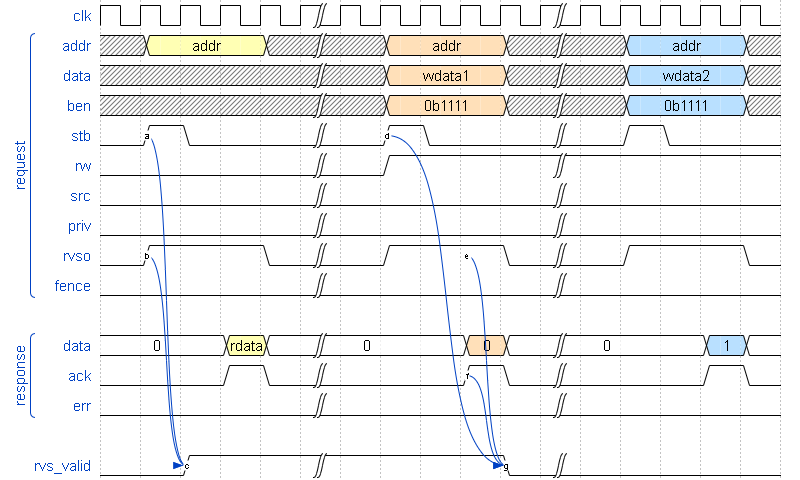 clk
addr addr addr addr
data wdata1 wdata2
ben 0b1111 0b1111
stb a d
rw
src
priv
rvso b e
fence
request
data 0 rdata 0 0 0 1
ack f
err
response
rvs_valid c g